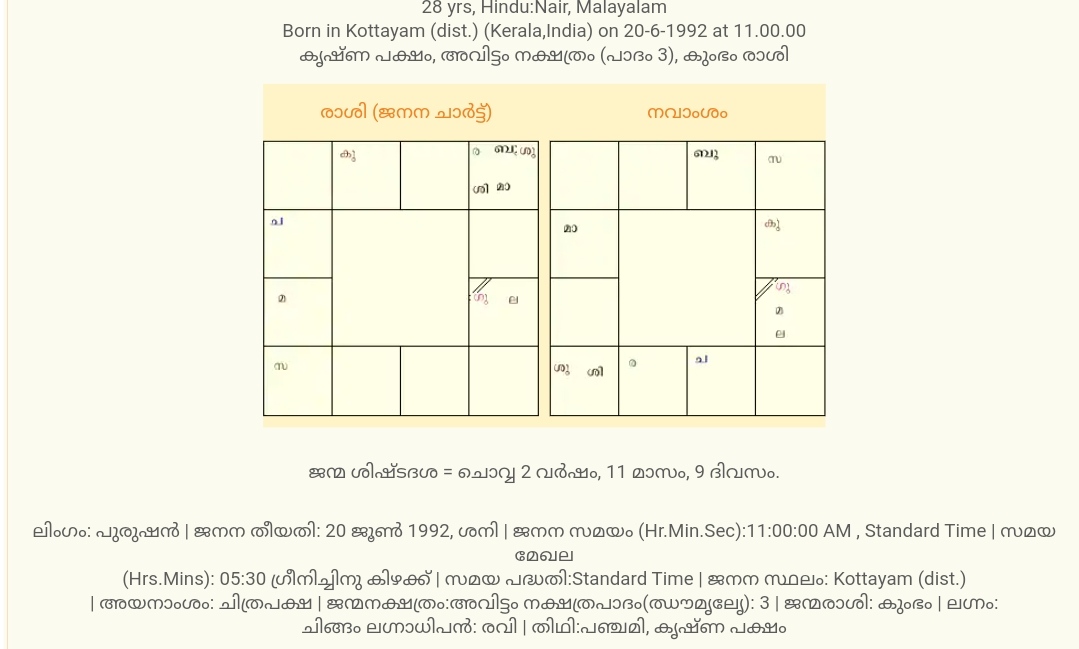 28 yrs, Hindu:Nair, Malayalam
Born in Kottayam (dist.) (Kerala,India) on 20-6-1992 at 11.00.00
കൃഷ്ണ പക്ഷം, അവിട്ടം നക്ഷത്രം (പാദം 3), കുംഭം രാശി
രാശി (ജനന ചാർട്ട്) നവാംശം
കു ര ബു ശു ബു സ
ശി മാ
ച മാ കു
മ ഗു ല ഗു
മ
ല
സ ശു ശി ര ച
ജന്മ ശിഷ്ടദശ = ചൊവ്വ 2 വർഷം, 11 മാസം, 9 ദിവസം.
ലിംഗം: പുരുഷൻ | ജനന തീയതി: 20 ജൂൺ 1992, ശനി | ജനന സമയം (Hr.Min.Sec):11:00:00 AM , Standard Time | സമയ
മേഖല
(Hrs.Mins): 05:30 ഗ്രീനിച്ചിനു കിഴക്ക് | സമയ പദ്ധതി:Standard Time | ജനന സ്ഥലം: Kottayam (dist.)
| അയനാംശം: ചിത്രപക്ഷ | ജന്മനക്ഷത്രം:അവിട്ടം നക്ഷത്രപാദം(ഝൗമൃലേൃ): 3 | ജന്മരാശി: കുംഭം | ലഗ്നം:
ചിങ്ങം ലഗ്നാധിപൻ: രവി | തിഥി:പഞ്ചമി, കൃഷ്ണ പക്ഷം